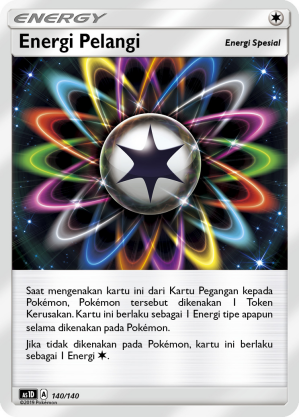 ENERGY
Energi Pelangi
Energi Spesial
Saat mengenakan kartu ini dari Kartu Pegangan kepada
Pokémon, Pokémon tersebut dikenakan 1 Token
Kerusakan. Kartu ini berlaku sebagai 1 Energi tipe apapun
selama dikenakan pada Pokémon.
Jika tidak dikenakan pada Pokémon, kartu ini berlaku
sebagai 1 Energi .
AS1D A 140/140
©2019 Pokémon